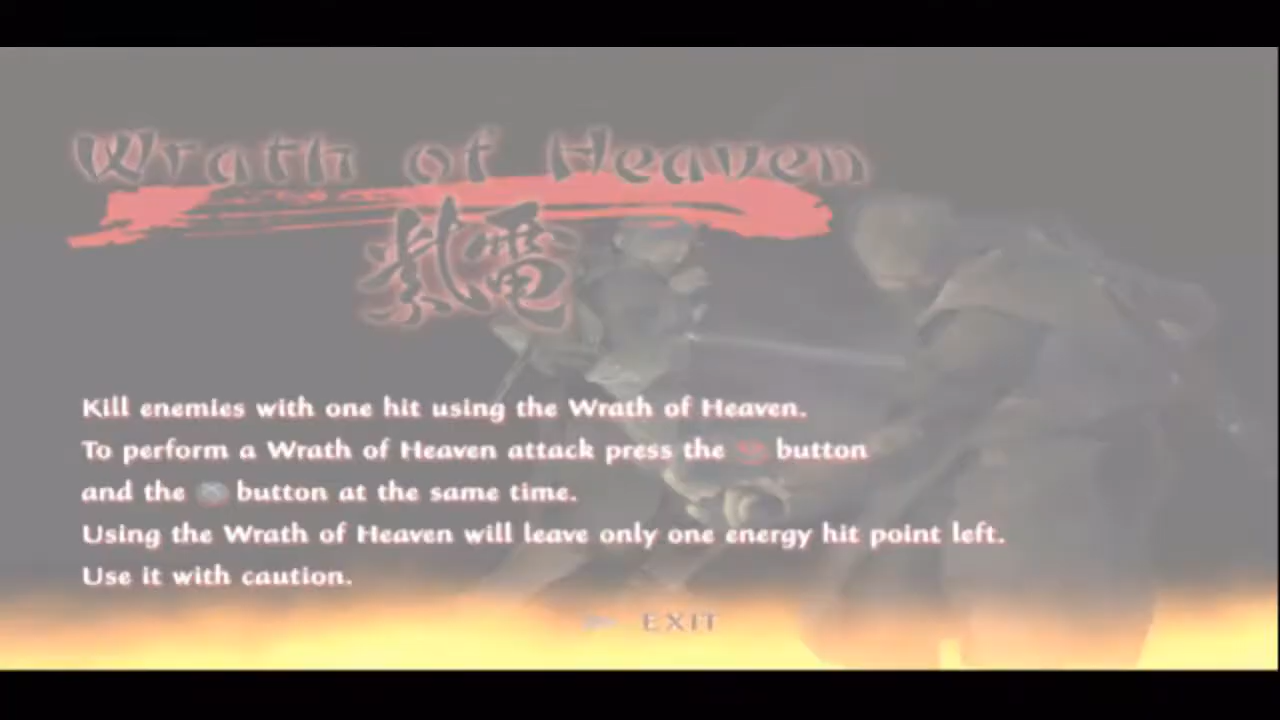 Wrath of Heaven
Kill enemies with one hit using the Wrath of Heaven.
To perform a Wrath of Heaven attack press the button
and the button at the same time.
Using the Wrath of Heaven will leave only one energy hit point left.
Use it with caution.
EXIT